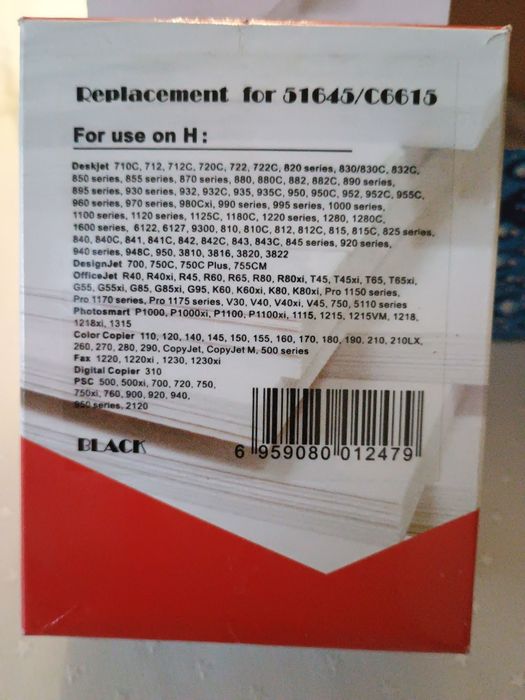 Replacement for 51645/C6615
For use on H:
Deskjet 710C, 712, 712C, 720C, 722, 722C, 820 series, 830/830C, 832C,
850 series, 855 series, 870 series, 880, 880C, 882, 882C, 890 series,
895 series, 930 series, 932, 932C, 935, 935C, 950, 950C, 952, 952C, 955C,
960 series, 970 series, 980Cxi, 990 series, 995 series, 1000 series,
1100 series, 1120 series, 1125C, 1180C, 1220 series, 1280, 1280C,
1600 series, 6122, 6127, 9300, 810, 810C, 812, 812C, 815, 815C, 825 series,
840, 840C, 841, 841C, 842, 842C, 843, 843C, 845 series, 920 series,
940 series, 948C, 950, 3810, 3816, 3820, 3822
DesignJet 700, 750C, 750C Plus, 755CM
OfficeJet R40, R40xi, R45, R60, R65, R80, R80xi, T45, T45xi, T65, T65xi,
G55, G55xi, G85, G85xi, G95, K60, K60xi, K80, K80xi, Pro 1150 series,
Pro 1170 series, Pro 1175 series, V30, V40, V40xi, V45, 750, 5110 series
Photosmart P1000, P1000xi, P1100, P1100xi, 1115, 1215, 1215VM, 1218,
1218xi, 1315
Color Copier 110, 120, 140, 145, 150, 155, 160, 170, 180, 190, 210, 210LX,
260, 270, 280, 290, CopyJet, CopyJet M, 500 series
Fax 1220, 1220xi, 1230, 1230xi
Digital Copier 310
PSC 500, 500xi, 700, 720, 750,
750xi, 760, 900, 920, 940,
950 series, 2120
BLACK
6 959080 012479